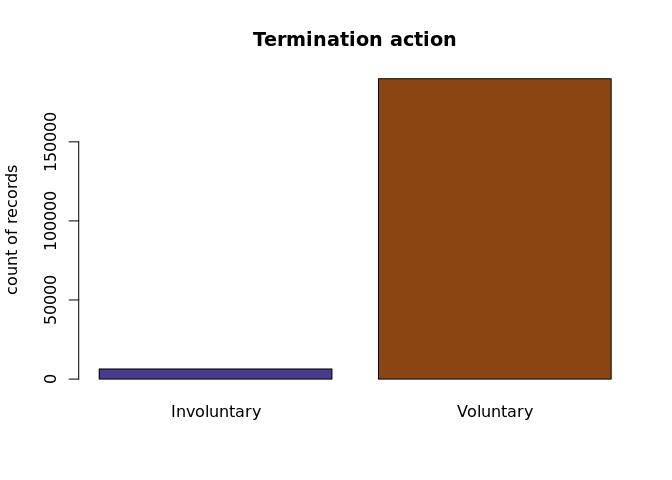 Termination action
count of records
150000
100000
50000
0
Involuntary
Voluntary